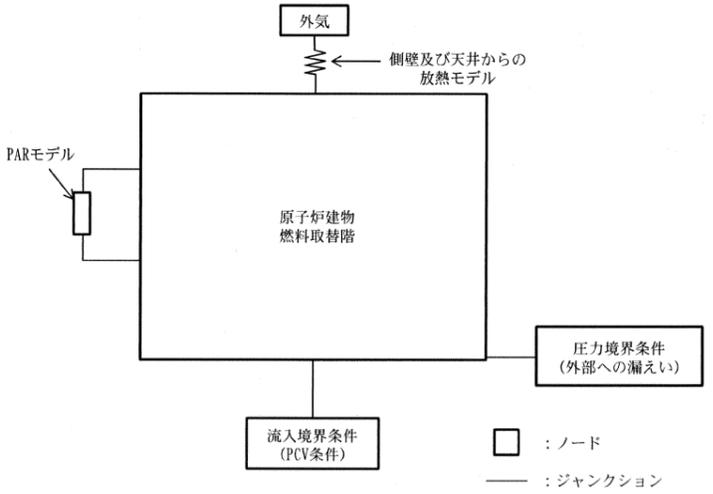 外気
側壁及び天井からの
放熱モデル
PARモデル
原子炉建物
燃料取替階
圧力境界条件
(外部への漏えい)
流入境界条件
(PCV条件)
：ノード
：ジャンクション